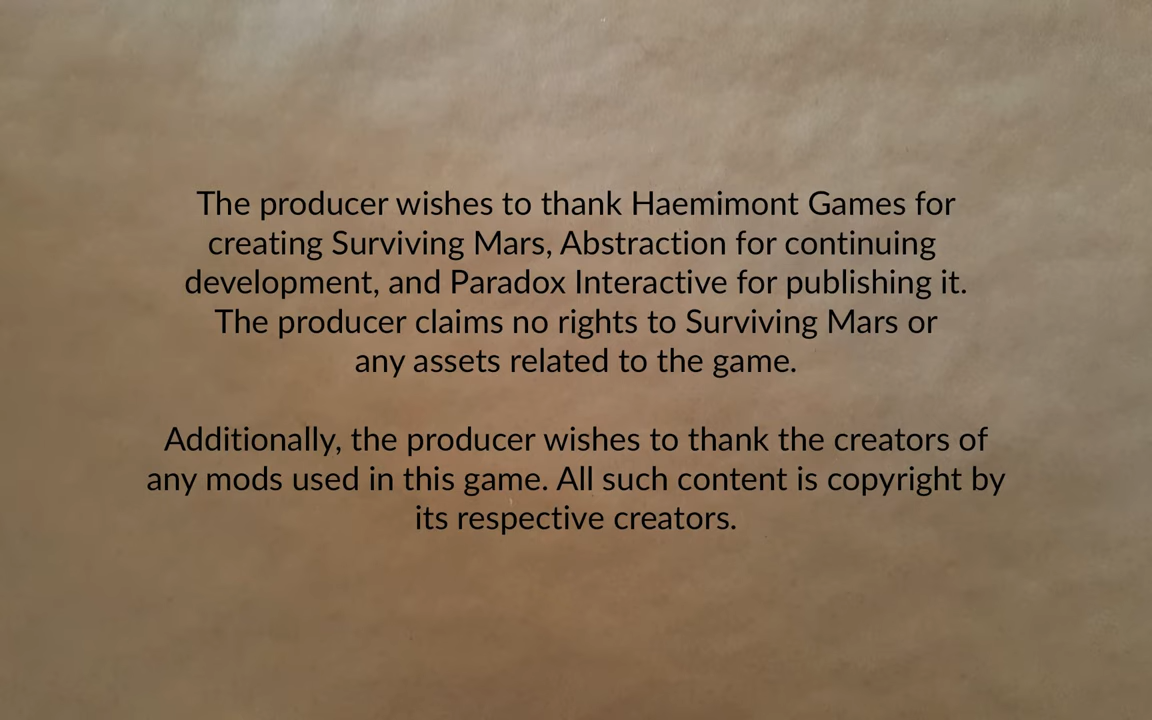 The producer wishes to thank Haemimont Games for
creating Surviving Mars, Abstraction for continuing
development, and Paradox Interactive for publishing it.
The producer claims no rights to Surviving Mars or
any assets related to the game.
Additionally, the producer wishes to thank the creators of
any mods used in this game. All such content is copyright by
its respective creators.